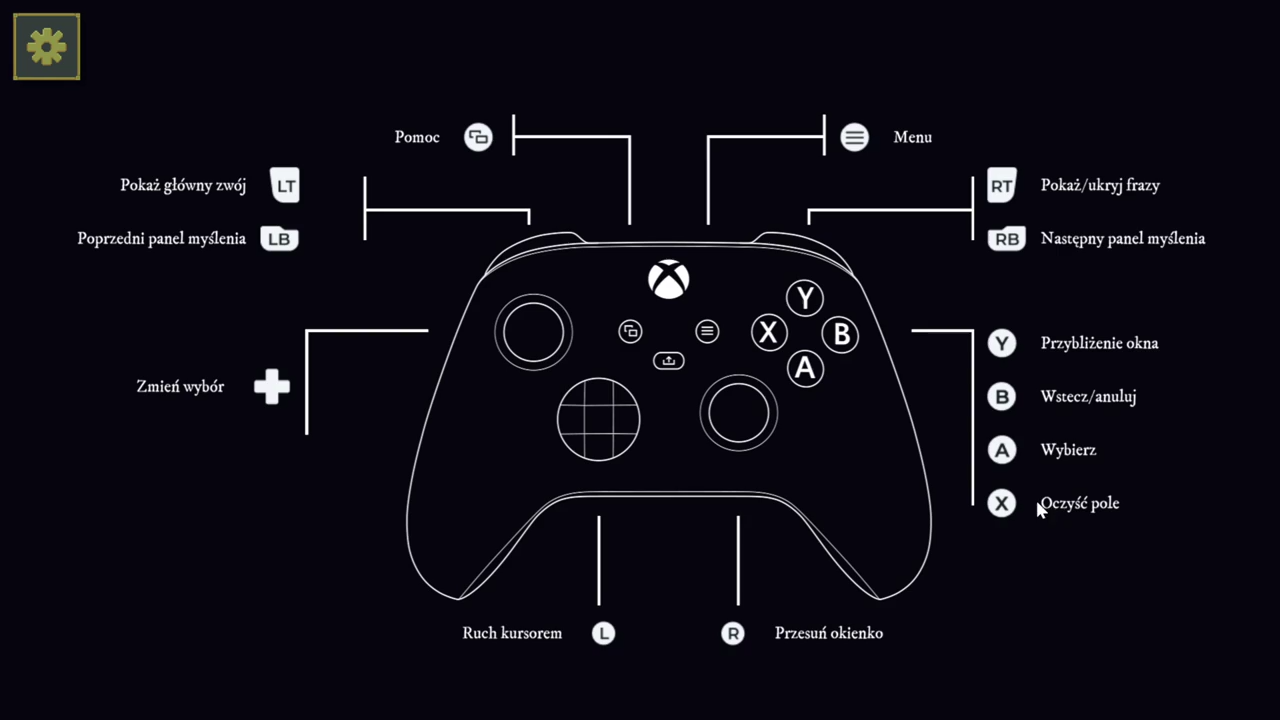 Pomoc
Menu
Pokaż główny zwój LT
RT Pokaż/ukryj frazy
Poprzedni panel myślenia LB
RB Następny panel myślenia
Y
X B
A
Y Przybliżenie okna
Zmień wybór
B Wstecz/anuluj
A Wybierz
X Oczyść pole
Ruch kursorem L
R Przesuń okienko